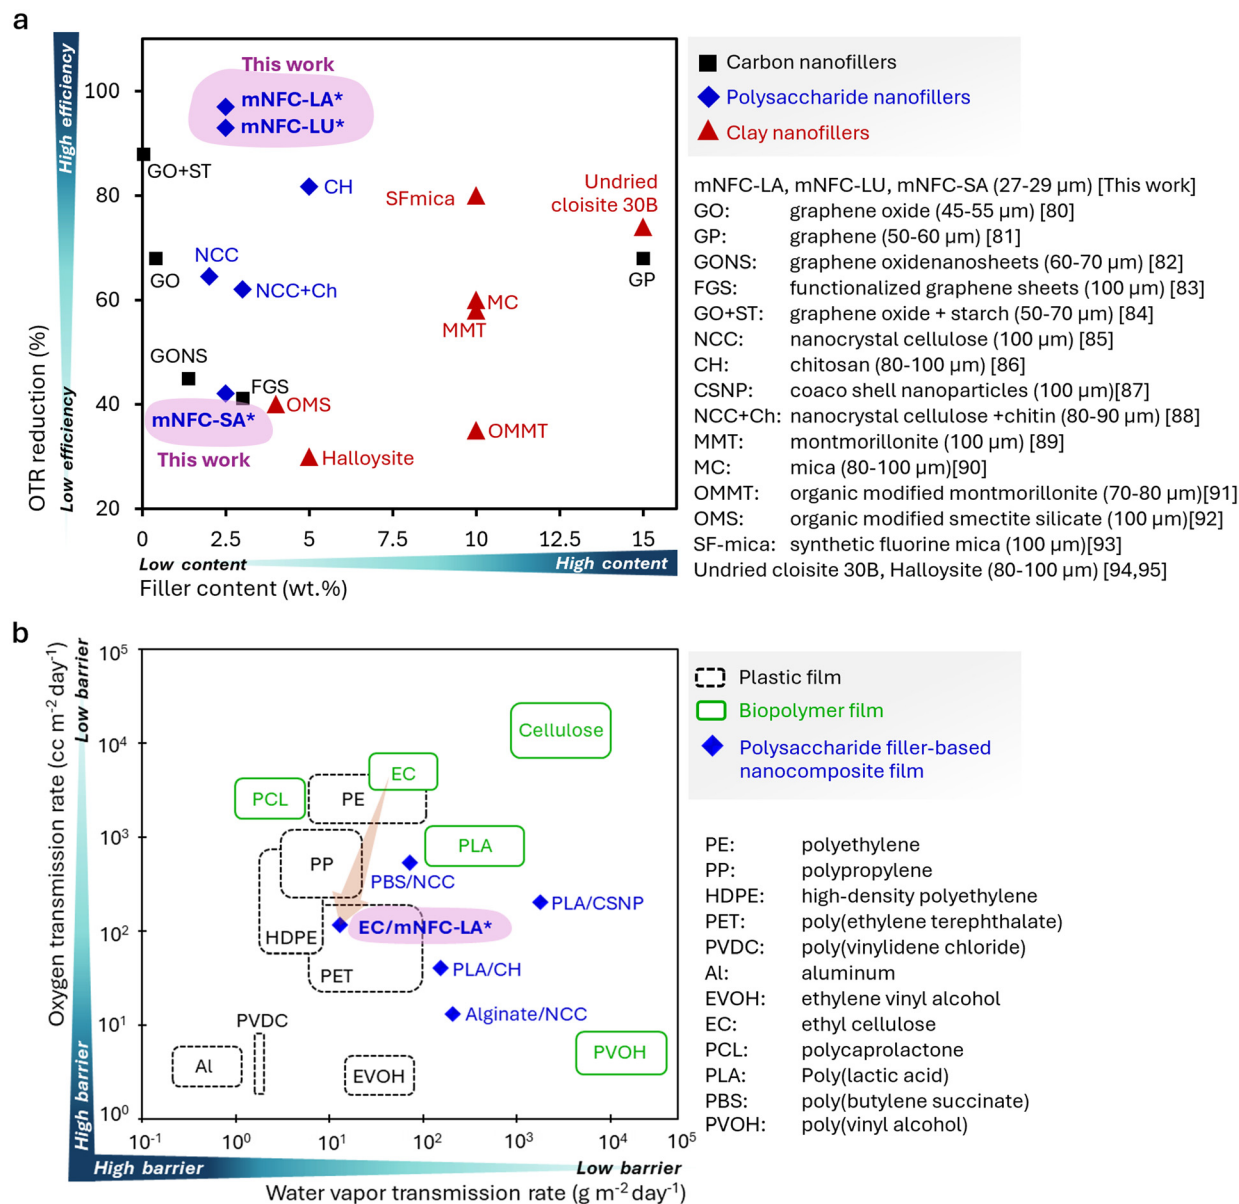 a
High efficiency
Low efficiency
OTR reduction (%)
100
80
60
40
20
0
2.5
5
7.5
10
12.5
15
Low content
High content
Filler content (wt.%)
This work
mNFC-LA*
mNFC-LU*
GO+ST
CH
SFmica
Undried
cloisite 30B
NCC
GO
NCC+Ch
GP
MC
MMT
GONS
FGS
OMS
mNFC-SA*
This work
OMMT
Halloysite
Carbon nanofillers
Polysaccharide nanofillers
Clay nanofillers
mNFC-LA, mNFC-LU, mNFC-SA (27-29 µm) [This work]
GO: graphene oxide (45-55 µm) [80]
GP: graphene (50-60 µm) [81]
GONS: graphene oxidenanosheets (60-70 µm) [82]
FGS: functionalized graphene sheets (100 µm) [83]
GO+ST: graphene oxide + starch (50-70 µm) [84]
NCC: nanocrystal cellulose (100 µm) [85]
CH: chitosan (80-100 µm) [86]
CSNP: coaco shell nanoparticles (100 µm)[87]
NCC+Ch: nanocrystal cellulose +chitin (80-90 µm) [88]
MMT: montmorillonite (100 µm) [89]
MC: mica (80-100 µm)[90]
OMMT: organic modified montmorillonite (70-80 µm)[91]
OMS: organic modified smectite silicate (100 µm)[92]
SF-mica: synthetic fluorine mica (100 µm)[93]
Undried cloisite 30B, Halloysite (80-100 µm) [94,95]
b
Low barrier
High barrier
Oxygen transmission rate (cc m⁻² day⁻¹)
10⁵
10⁴
10³
10²
10¹
10⁰
10⁻¹
10⁰
10¹
10²
10³
10⁴
10⁵
High barrier
Low barrier
Water vapor transmission rate (g m⁻² day⁻¹)
Cellulose
EC
PCL
PE
PLA
PP
PBS/NCC
PLA/CSNP
EC/mNFC-LA*
HDPE
PET
PLA/CH
Alginate/NCC
PVDC
Al
EVOH
PVOH
Plastic film
Biopolymer film
Polysaccharide filler-based
nanocomposite film
PE: polyethylene
PP: polypropylene
HDPE: high-density polyethylene
PET: poly(ethylene terephthalate)
PVDC: poly(vinylidene chloride)
Al: aluminum
EVOH: ethylene vinyl alcohol
EC: ethyl cellulose
PCL: polycaprolactone
PLA: Poly(lactic acid)
PBS: poly(butylene succinate)
PVOH: poly(vinyl alcohol)